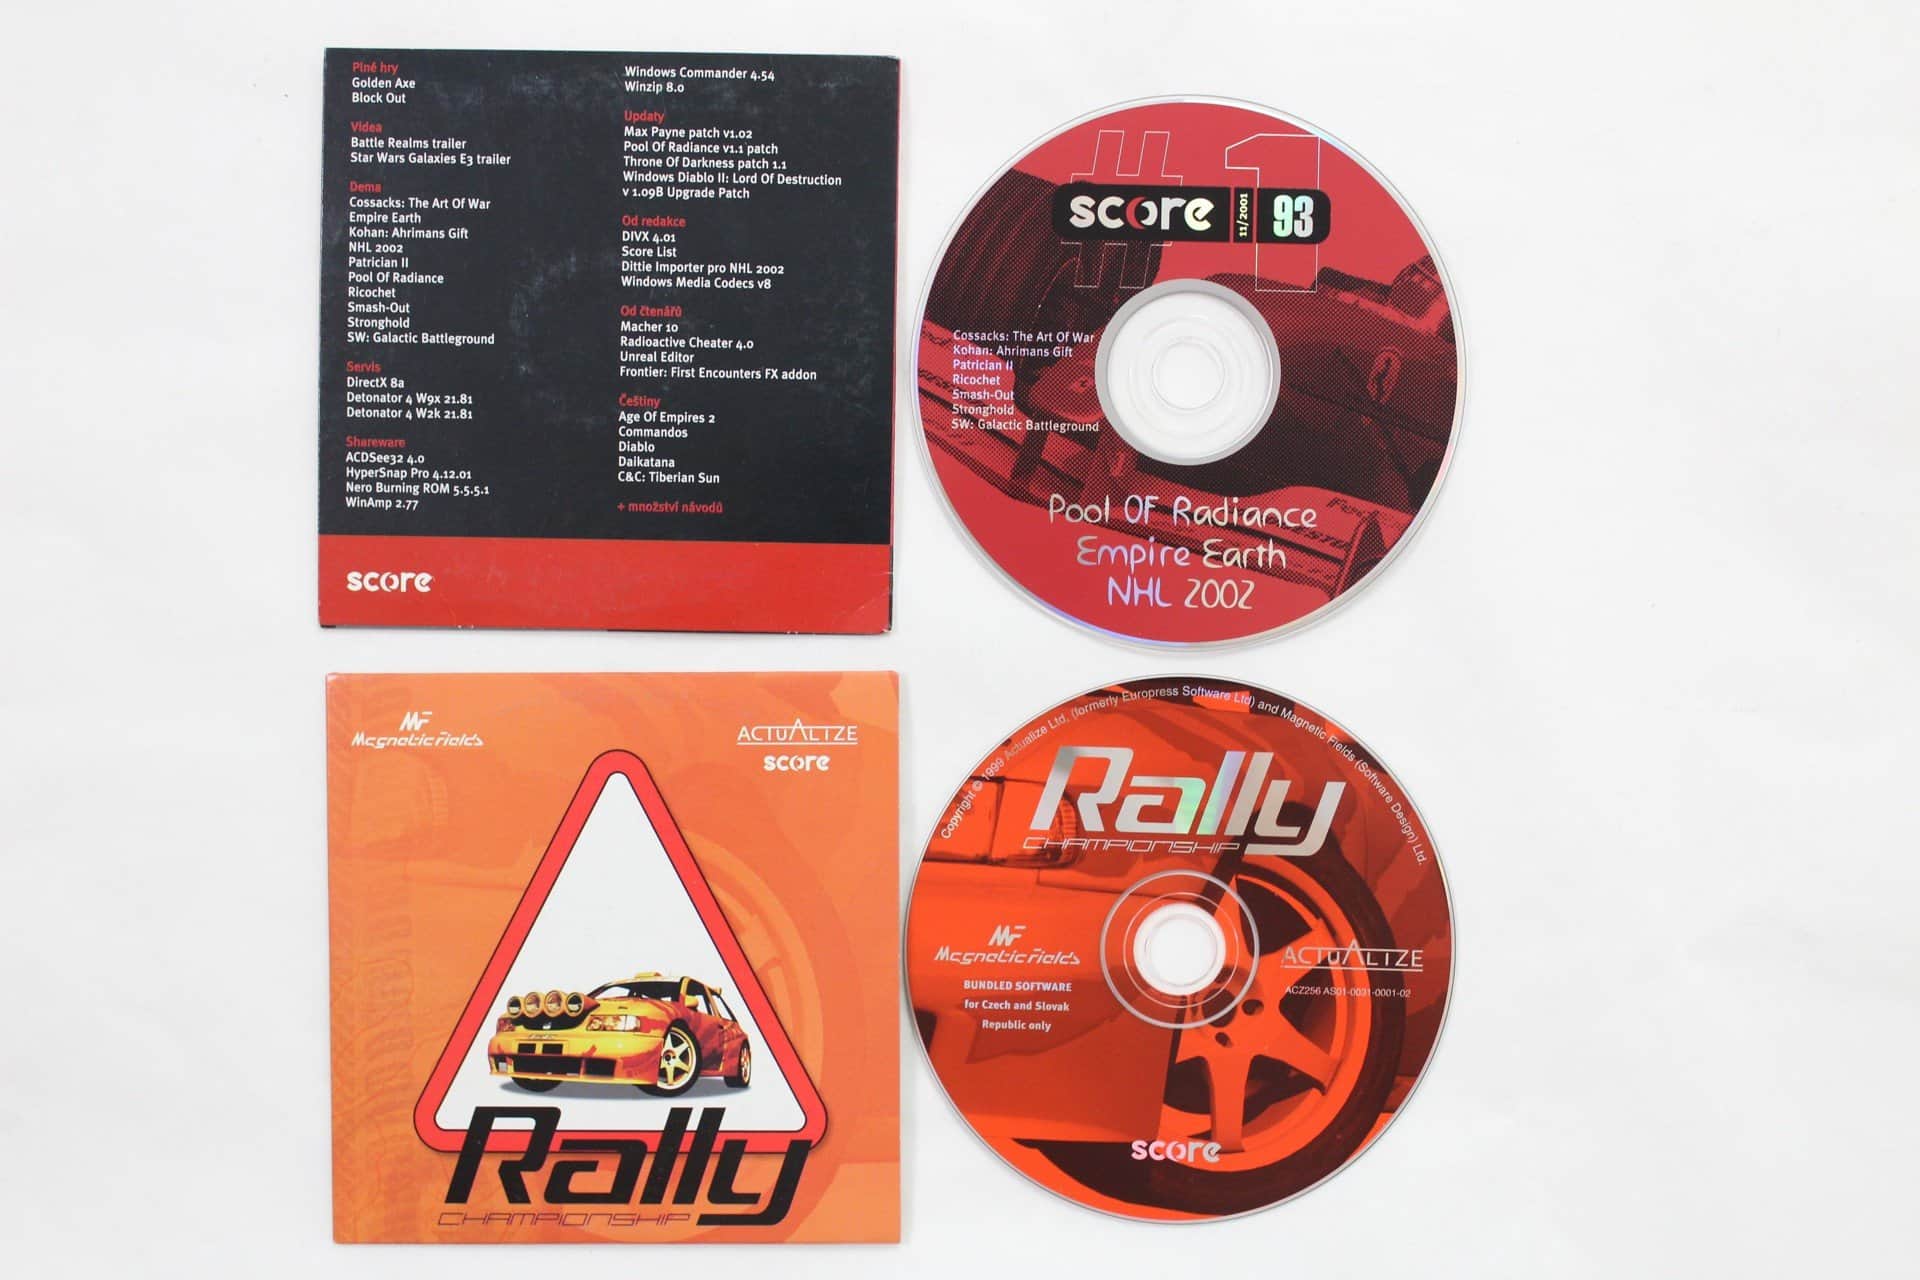 Plné hry
Golden Axe
Block Out
Videa
Battle Realms trailer
Star Wars Galaxies E3 trailer
Dema
Cossacks: The Art Of War
Empire Earth
Kohan: Ahrimans Gift
NHL 2002
Patrician II
Pool Of Radiance
Ricochet
Smash-Out
Stronghold
SW: Galactic Battleground
Servis
DirectX 8a
Detonator 4 W9x 21.81
Detonator 4 W2k 21.81
Shareware
ACDSee32 4.0
HyperSnap Pro 4.12.01
Nero Burning ROM 5.5.5.1
WinAmp 2.77
Windows Commander 4.54
Winzip 8.0
Updaty
Max Payne patch v1.02
Pool Of Radiance v1.1 patch
Throne Of Darkness patch 1.1
Windows Diablo II: Lord Of Destruction
v 1.09B Upgrade Patch
Od redakce
DIVX 4.01
Score List
Dittie Importer pro NHL 2002
Windows Media Codecs v8
Od čtenářů
Macher 10
Radioactive Cheater 4.0
Unreal Editor
Frontier: First Encounters FX addon
Češtiny
Age Of Empires 2
Commandos
Diablo
Daikatana
C&C: Tiberian Sun
+ množství návodů
score
#1
score 11/2001 93
Cossacks: The Art Of War
Kohan: Ahrimans Gift
Patrician II
Ricochet
Smash-Out
Stronghold
SW: Galactic Battleground
Pool Of Radiance
Empire Earth
NHL 2002
MF
Magnetic Fields
ACTUALIZE
score
Rally
CHAMPIONSHIP
Copyright © 1999 Actualize Ltd, (formerly Europress Software Ltd) and Magnetic Fields (Software Design) Ltd.
Rally
CHAMPIONSHIP
MF
Magnetic Fields
BUNDLED SOFTWARE
for Czech and Slovak
Republic only
ACTUALIZE
ACZ256 AS01-0031-0001-02
score